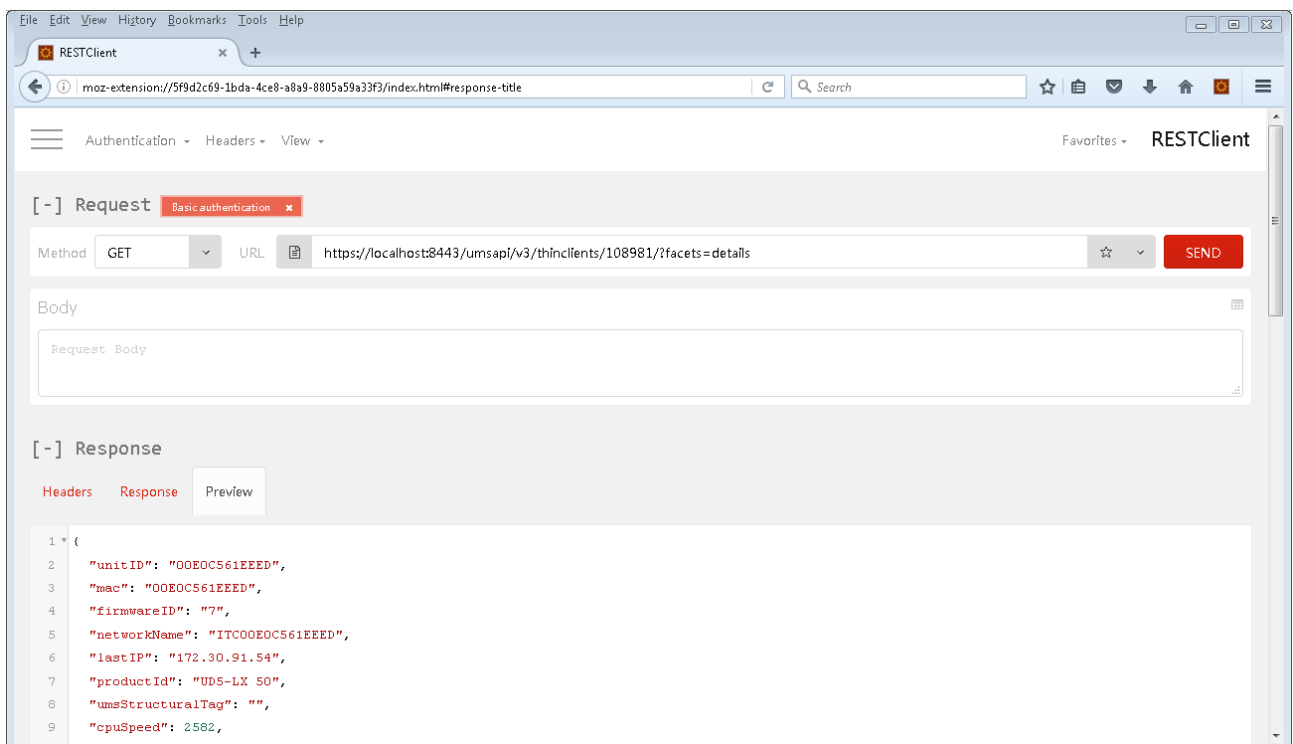 File Edit View History Bookmarks Tools Help
RESTClient
moz-extension://5f9d2c69-1bda-4ce8-a8a9-8805a59a33f3/index.html#response-title
Search
Authentication Headers View Favorites RESTClient
[-] Request Basic authentication ×
Method GET URL https://localhost:8443/umsapi/v3/thinclients/108981/?facets=details SEND
Body
Request Body
[-] Response
Headers Response Preview
1 {
2 "unitID": "00E0C561EEED",
3 "mac": "00E0C561EEED",
4 "firmwareID": "7",
5 "networkName": "ITC00E0C561EEED",
6 "lastIP": "172.30.91.54",
7 "productId": "UD5-LX 50",
8 "umsStructuralTag": "",
9 "cpuSpeed": 2582,